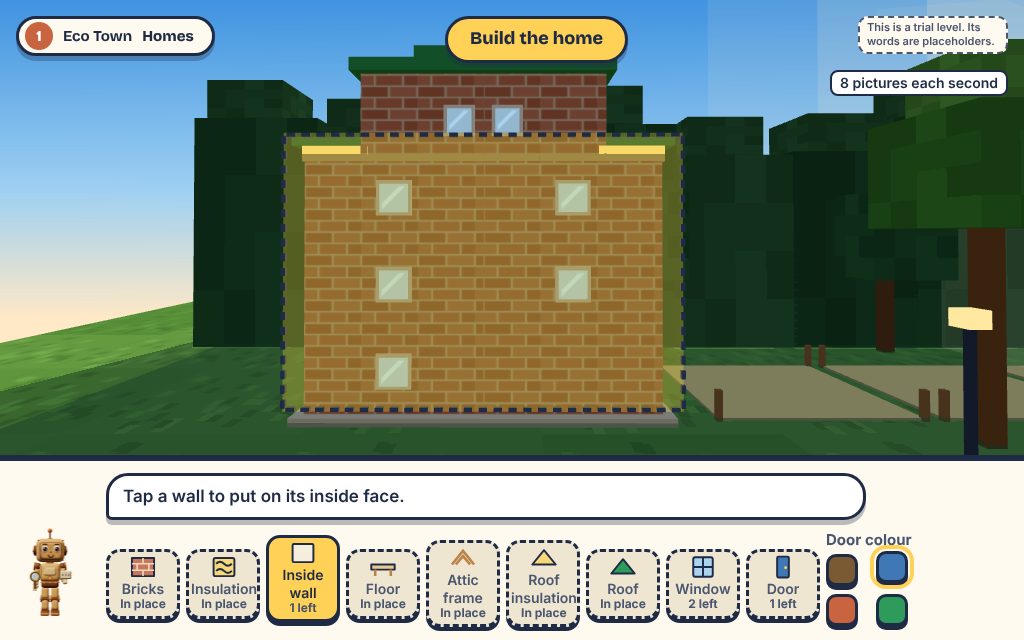 1 Eco Town Homes
Build the home
This is a trial level. Its
words are placeholders.
8 pictures each second
Tap a wall to put on its inside face.
Bricks
In place
Insulation
In place
Inside
wall
1 left
Floor
In place
Attic
frame
In place
Roof
insulation
In place
Roof
In place
Window
2 left
Door
1 left
Door colour